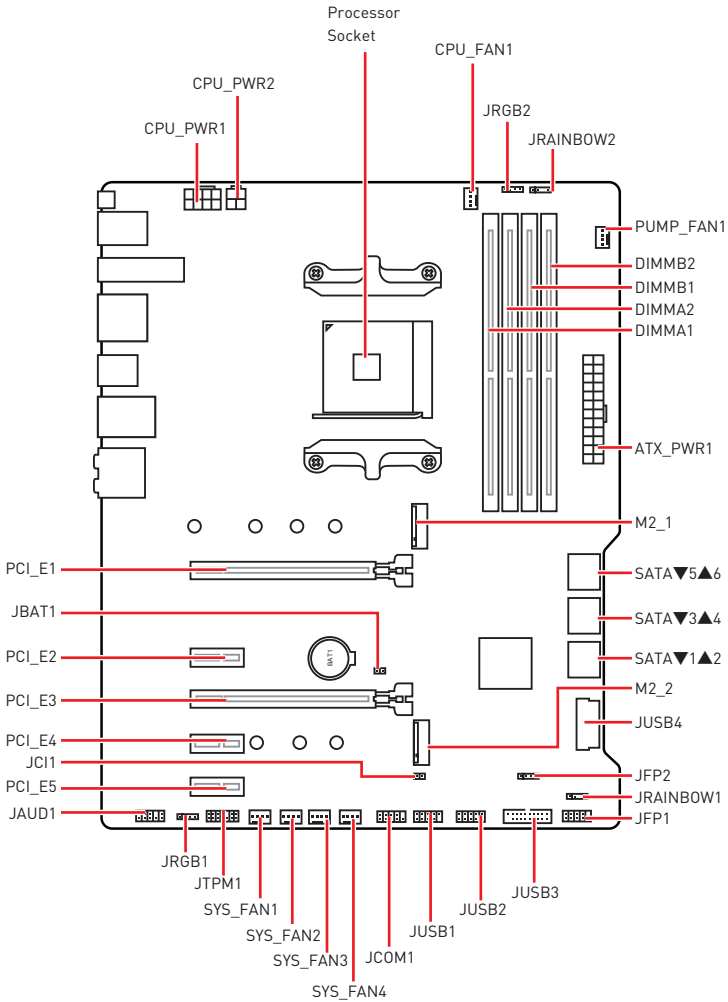 Processor
Socket
CPU_FAN1
CPU_PWR2
JRGB2
CPU_PWR1
JRAINBOW2
PUMP_FAN1
DIMMB2
DIMMB1
DIMMA2
DIMMA1
ATX_PWR1
M2_1
PCI_E1
SATA▼5▲6
JBAT1
SATA▼3▲4
PCI_E2
BAT1
SATA▼1▲2
M2_2
PCI_E3
JUSB4
PCI_E4
JCI1
JFP2
PCI_E5
JRAINBOW1
JAUD1
JFP1
JRGB1
JTPM1
SYS_FAN1
SYS_FAN2
SYS_FAN3
SYS_FAN4
JCOM1
JUSB1
JUSB2
JUSB3